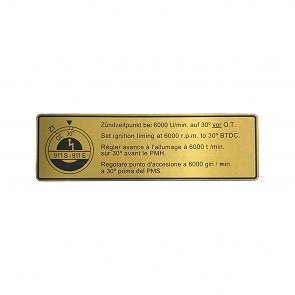 Z1
OT
30°
911 S - 911 E
Zündzeitpunkt bei 6000 U/min. auf 30° vor O.T.
Set ignition timing at 6000 r.p.m. to 30° BTDC.
Régler avance à l'allumage à 6000 t /min.
sur 30° avant le PMH.
Regolare punto d'accesione a 6000 giri / min.
a 30° prima del PMS.